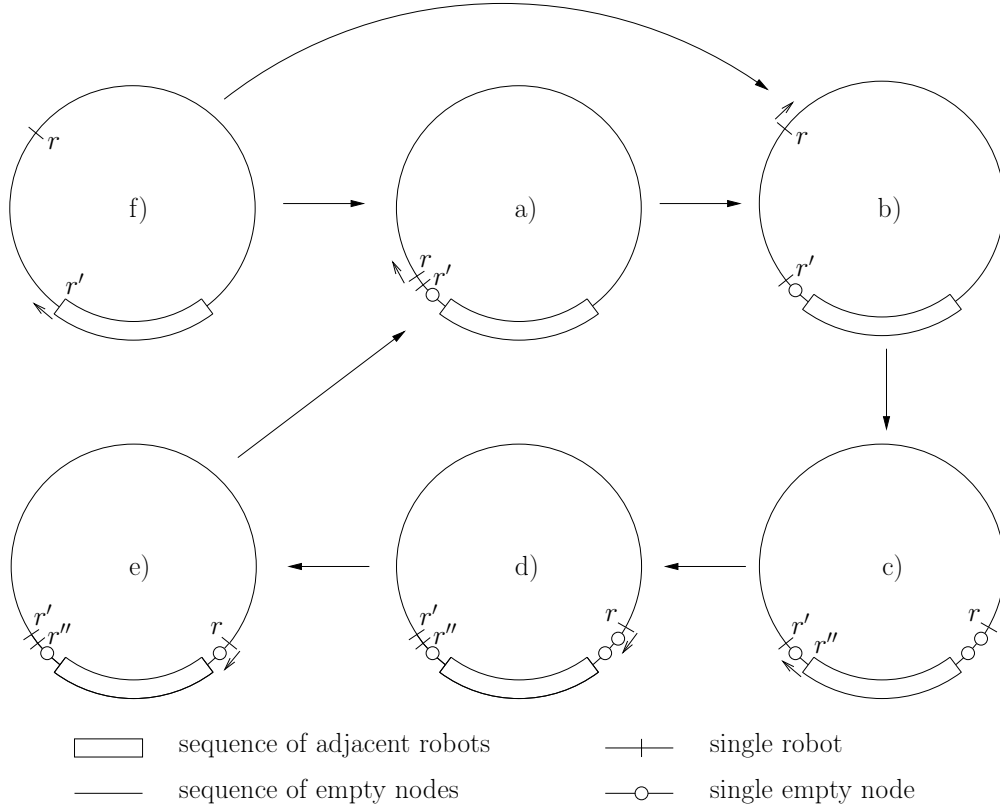 r
r'
f)
r
r'
a)
r
r'
b)
r'
r''
r
e)
r'
r''
d)
r'
r''
r
c)
sequence of adjacent robots
single robot
sequence of empty nodes
single empty node